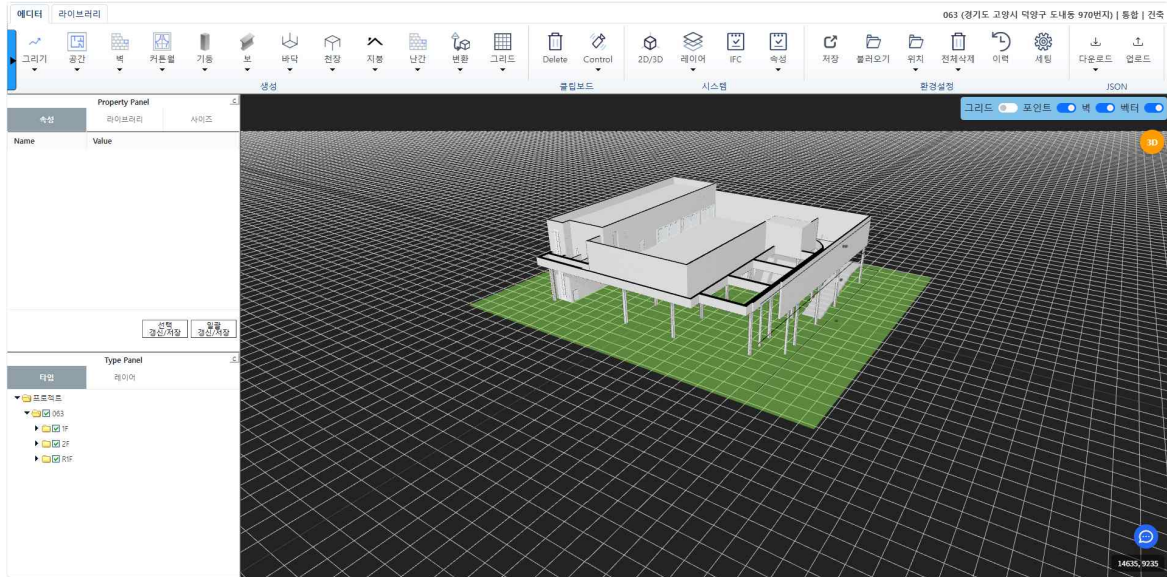 에디터 라이브러리 063 (경기도 고양시 덕양구 도내동 970번지) | 통합 | 건축
그리기 공간 벽 커튼월 기둥 보 바닥 천장 지붕 난간 변환 그리드 Delete Control 2D/3D 레이어 IFC 속성 저장 불러오기 위치 전체삭제 이력 세팅 다운로드 업로드
생성 클립보드 시스템 환경설정 JSON
Property Panel
속성 라이브러리 사이즈
Name Value
그리드 포인트 벽 벡터
3D
선택 갱신/저장
일괄 갱신/저장
Type Panel
타입 레이어
프로젝트
063
1F
2F
R1F
14635, 9235